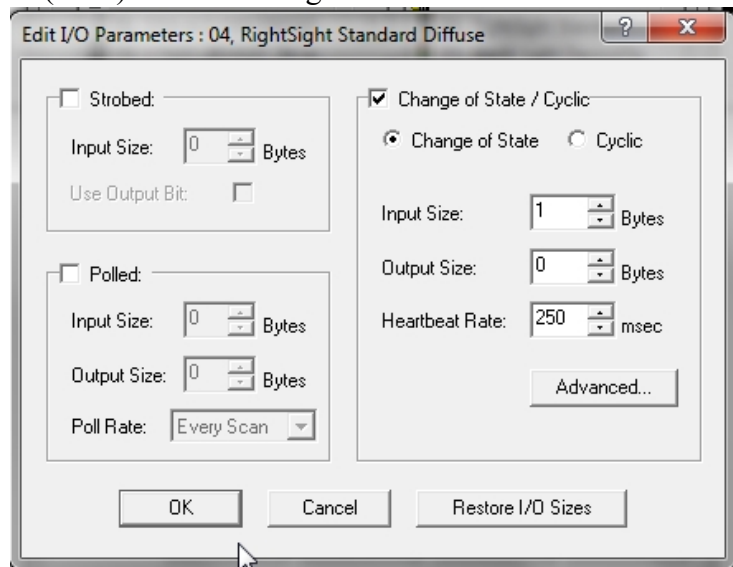 Edit I/O Parameters : 04, RightSight Standard Diffuse
Strobed:
Input Size: 0 Bytes
Use Output Bit:
Polled:
Input Size: 0 Bytes
Output Size: 0 Bytes
Poll Rate: Every Scan
Change of State / Cyclic
Change of State Cyclic
Input Size: 1 Bytes
Output Size: 0 Bytes
Heartbeat Rate: 250 msec
Advanced...
OK Cancel Restore I/O Sizes